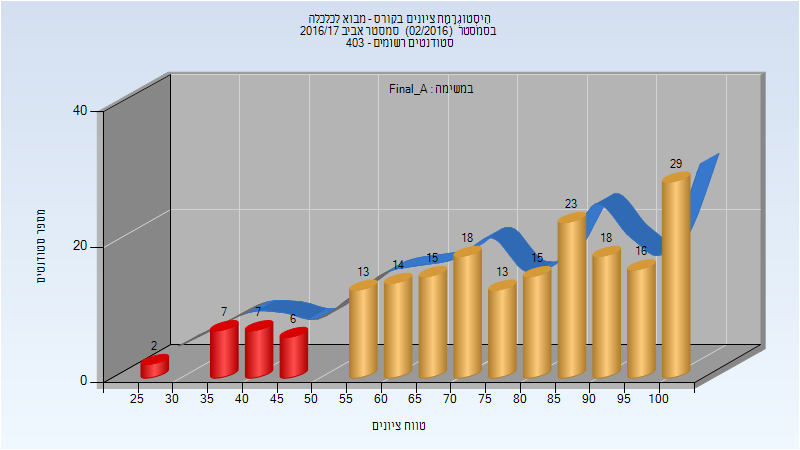 היסטוגרמת ציונים בקורס - מבוא לכלכלה
בסמסטר (02/2016) סמסטר אביב 2016/17
סטודנטים רשומים - 403
במשימה : Final_A
מספר סטודנטים
40
20
0
2
7
7
6
13
14
15
18
13
15
23
18
16
29
25 30 35 40 45 50 55 60 65 70 75 80 85 90 95 100
טווח ציונים